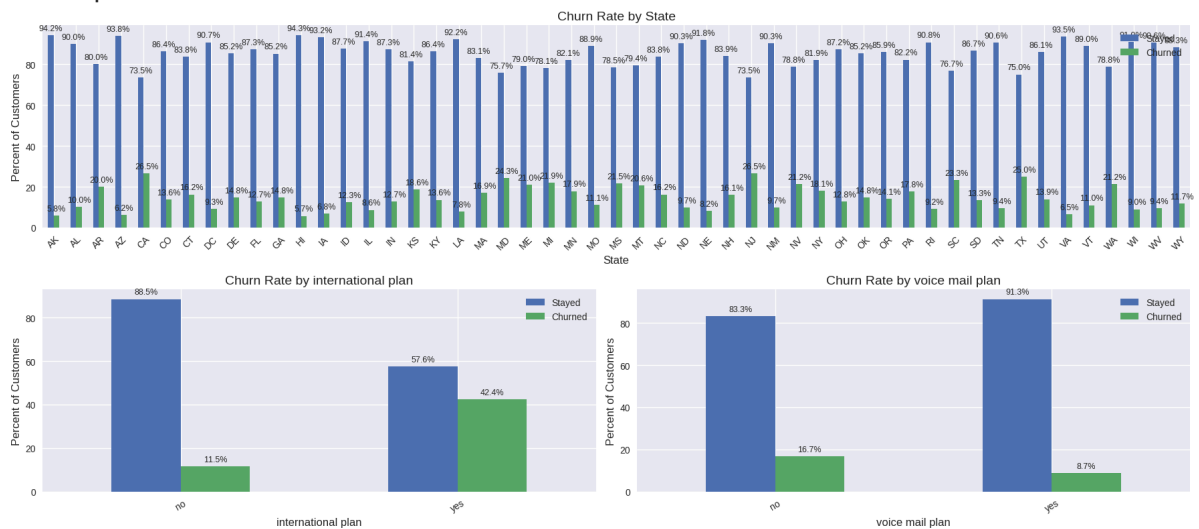 Churn Rate by State
Percent of Customers
80
60
40
20
0
94.2% 90.0% 80.0% 93.8% 73.5% 86.4% 83.8% 90.7% 85.2% 87.3% 85.2% 94.3% 93.2% 87.7% 91.4% 87.3% 81.4% 86.4% 92.2% 83.1% 75.7% 79.0% 78.1% 82.1% 88.9% 78.5% 79.4% 83.8% 90.3% 91.8% 83.9% 73.5% 90.3% 78.8% 81.9% 87.2% 85.2% 85.9% 82.2% 90.8% 76.7% 86.7% 90.6% 75.0% 86.1% 93.5% 89.0% 78.8%
5.8% 10.0% 20.0% 6.2% 26.5% 13.6% 16.2% 9.3% 14.8% 12.7% 14.8% 5.7% 6.8% 12.3% 8.6% 12.7% 18.6% 13.6% 7.8% 16.9% 24.3% 21.0% 21.9% 17.9% 11.1% 21.5% 20.6% 16.2% 9.7% 8.2% 16.1% 26.5% 9.7% 21.2% 18.1% 12.8% 14.8% 14.1% 17.8% 9.2% 23.3% 13.3% 9.4% 25.0% 13.9% 6.5% 11.0% 21.2% 9.0% 9.4% 11.7%
Stayed
Churned
AK AL AR AZ CA CO CT DC DE FL GA HI IA ID IL IN KS KY LA MA MD ME MI MN MO MS MT NC ND NE NH NJ NM NV NY OH OK OR PA RI SC SD TN TX UT VA VT WA WI WV WY
State
Churn Rate by international plan
Percent of Customers
80
60
40
20
0
88.5%
11.5%
57.6%
42.4%
Stayed
Churned
no yes
international plan
Churn Rate by voice mail plan
Percent of Customers
80
60
40
20
0
83.3%
16.7%
91.3%
8.7%
Stayed
Churned
no yes
voice mail plan